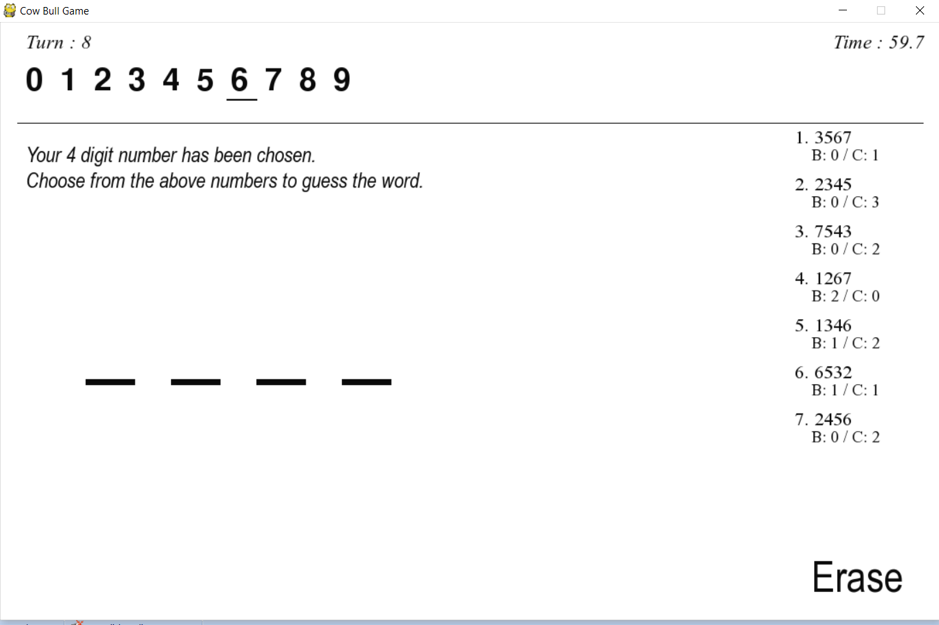 Cow Bull Game
Turn : 8
Time : 59.7
0 1 2 3 4 5 6 7 8 9
Your 4 digit number has been chosen.
Choose from the above numbers to guess the word.
1. 3567
B: 0 / C: 1
2. 2345
B: 0 / C: 3
3. 7543
B: 0 / C: 2
4. 1267
B: 2 / C: 0
5. 1346
B: 1 / C: 2
6. 6532
B: 1 / C: 1
7. 2456
B: 0 / C: 2
Erase